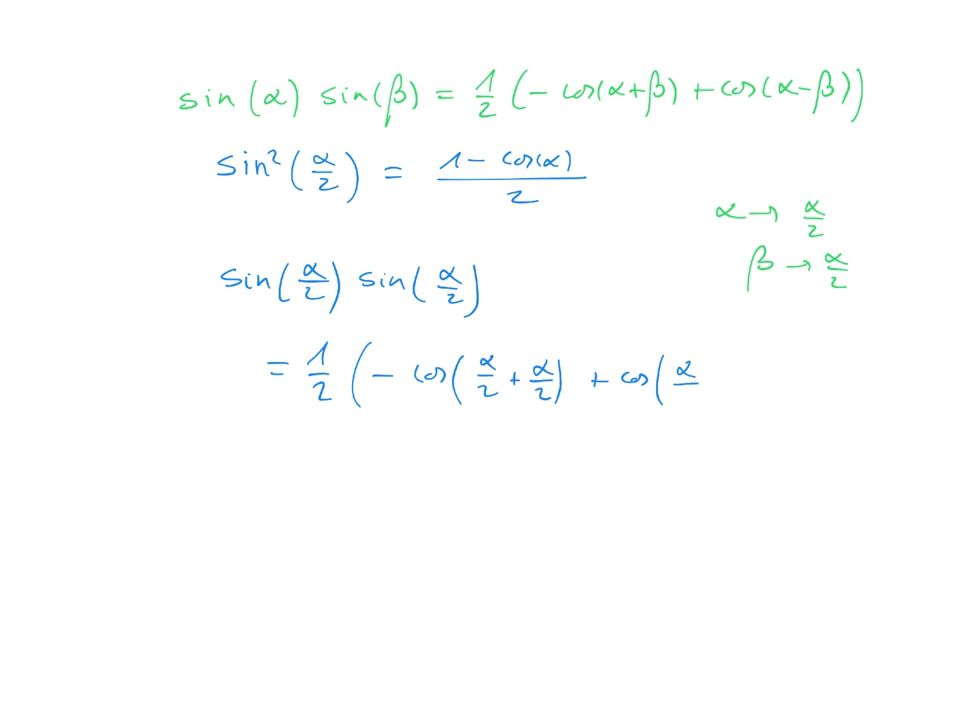 sin(α) sin(β) = 1/2 (- cos(α+β) + cos(α-β))
sin²(α/2) = (1 - cos(α))/2
α → α/2
β → α/2
sin(α/2) sin(α/2)
= 1/2 (- cos(α/2 + α/2) + cos(α/